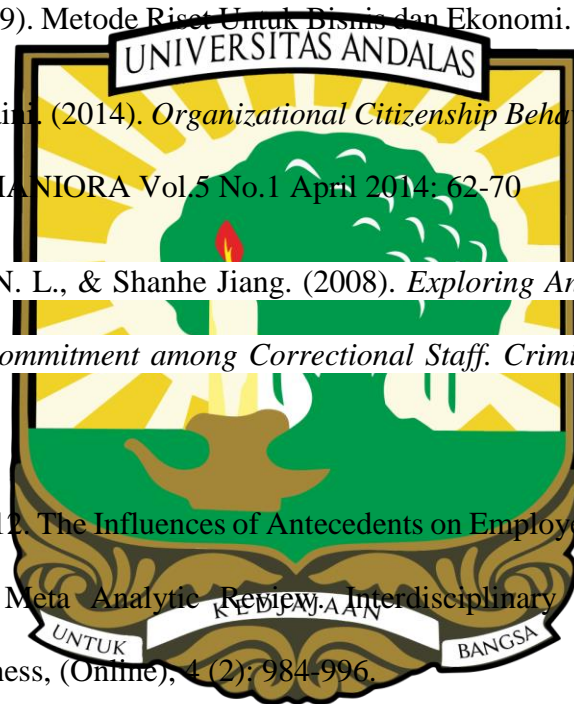 9). Metode Riset Untuk Bisnis dan Ekonomi.
UNIVERSITAS ANDALAS
ini. (2014). Organizational Citizenship Beha
MANIORA Vol.5 No.1 April 2014: 62-70
N. L., & Shanhe Jiang. (2008). Exploring An
ommitment among Correctional Staff. Crimi
12. The Influences of Antecedents on Employe
Meta Analytic Review. Interdisciplinary
KEDJAJAAN
UNTUK
BANGSA
ness, (Online), 4 (2): 984-996.